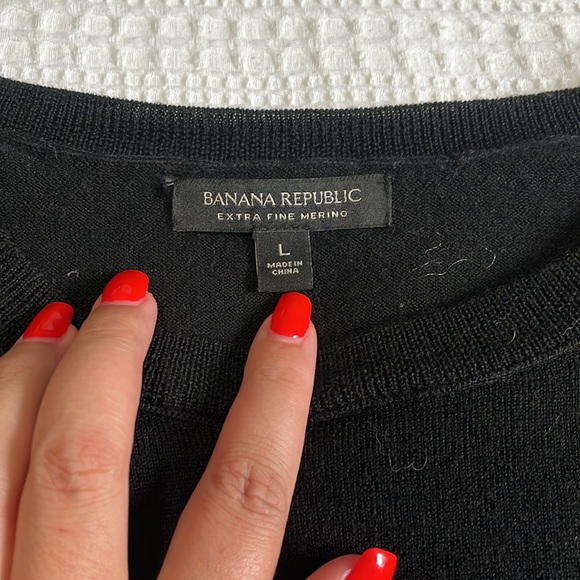 BANANA REPUBLIC
EXTRA FINE MERINO
L
MADE IN
CHINA